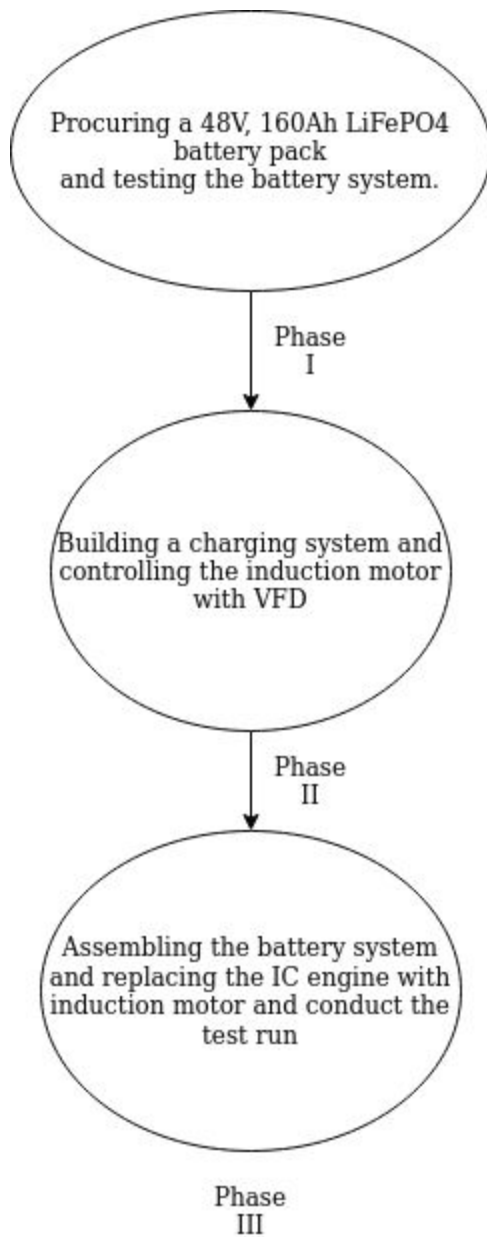 Procuring a 48V, 160Ah LiFePO4
battery pack
and testing the battery system.
Phase
I
Building a charging system and
controlling the induction motor
with VFD
Phase
II
Assembling the battery system
and replacing the IC engine with
induction motor and conduct the
test run
Phase
III